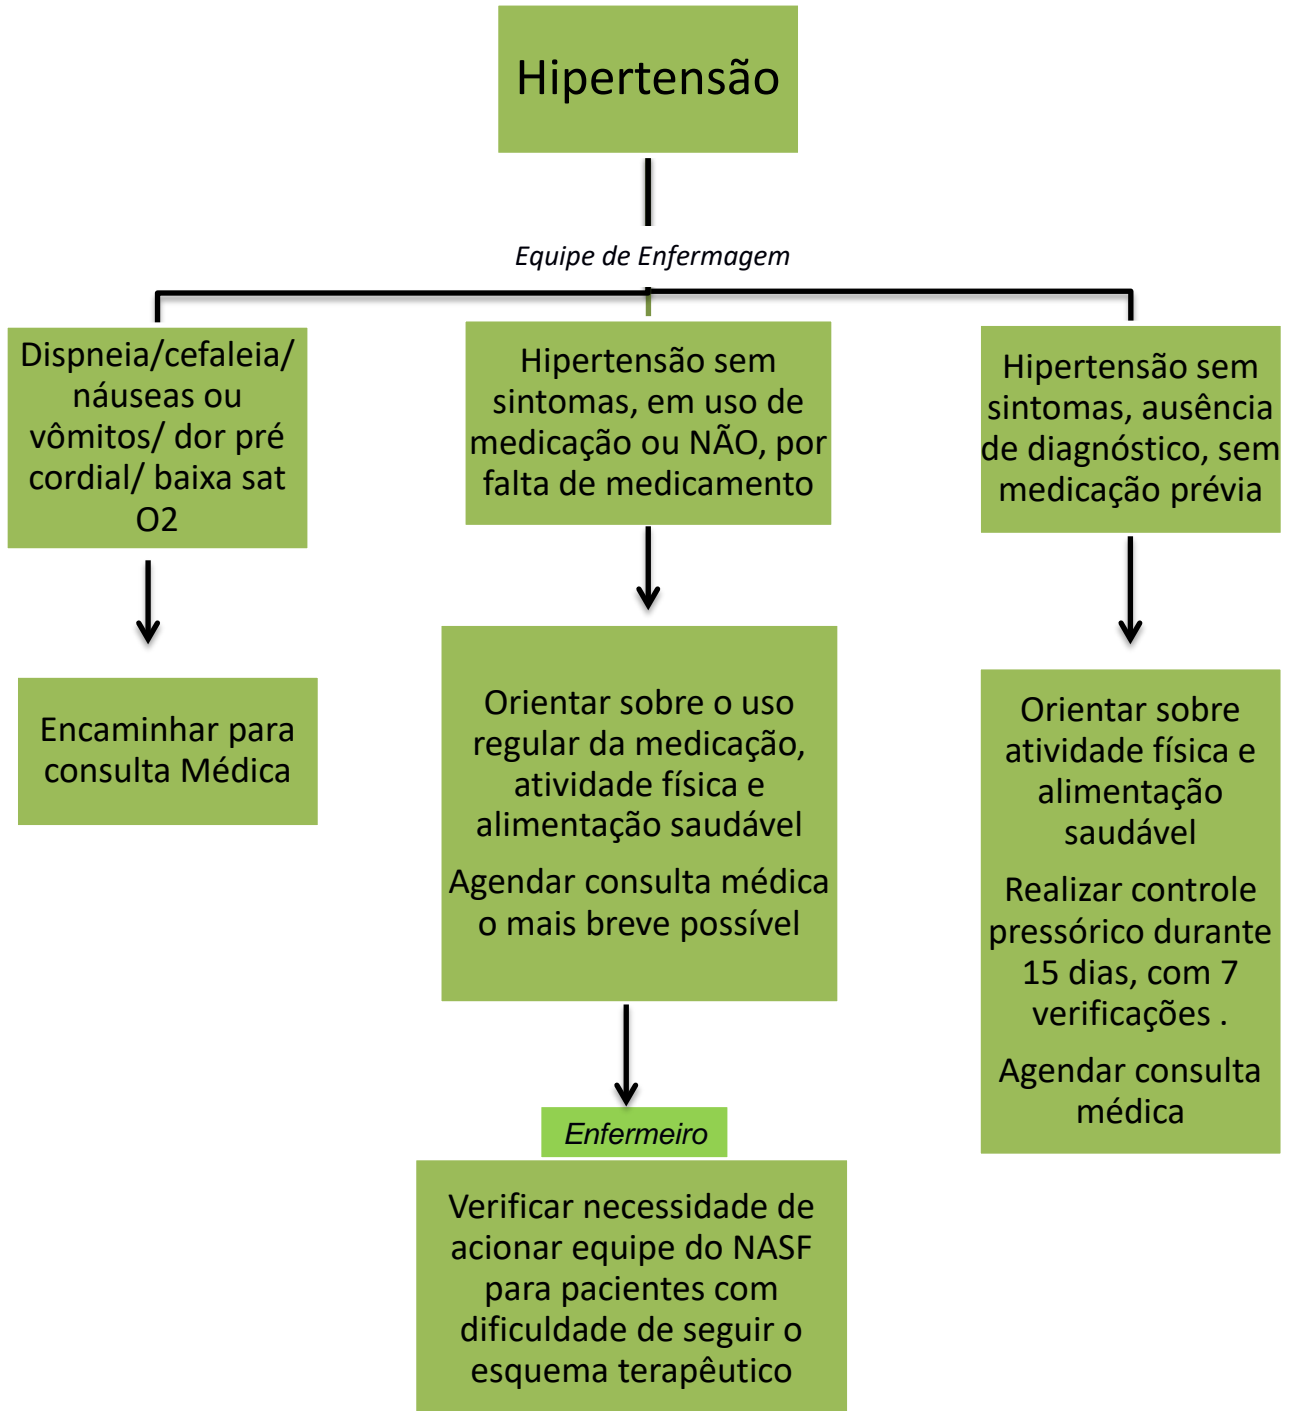 Hipertensão
Equipe de Enfermagem
Dispneia/cefaleia/
náuseas ou
vômitos/ dor pré
cordial/ baixa sat
O2
Encaminhar para
consulta Médica
Hipertensão sem
sintomas, em uso de
medicação ou NÃO, por
falta de medicamento
Orientar sobre o uso
regular da medicação,
atividade física e
alimentação saudável
Agendar consulta médica
o mais breve possível
Enfermeiro
Verificar necessidade de
acionar equipe do NASF
para pacientes com
dificuldade de seguir o
esquema terapêutico
Hipertensão sem
sintomas, ausência
de diagnóstico, sem
medicação prévia
Orientar sobre
atividade física e
alimentação
saudável
Realizar controle
pressórico durante
15 dias, com 7
verificações .
Agendar consulta
médica